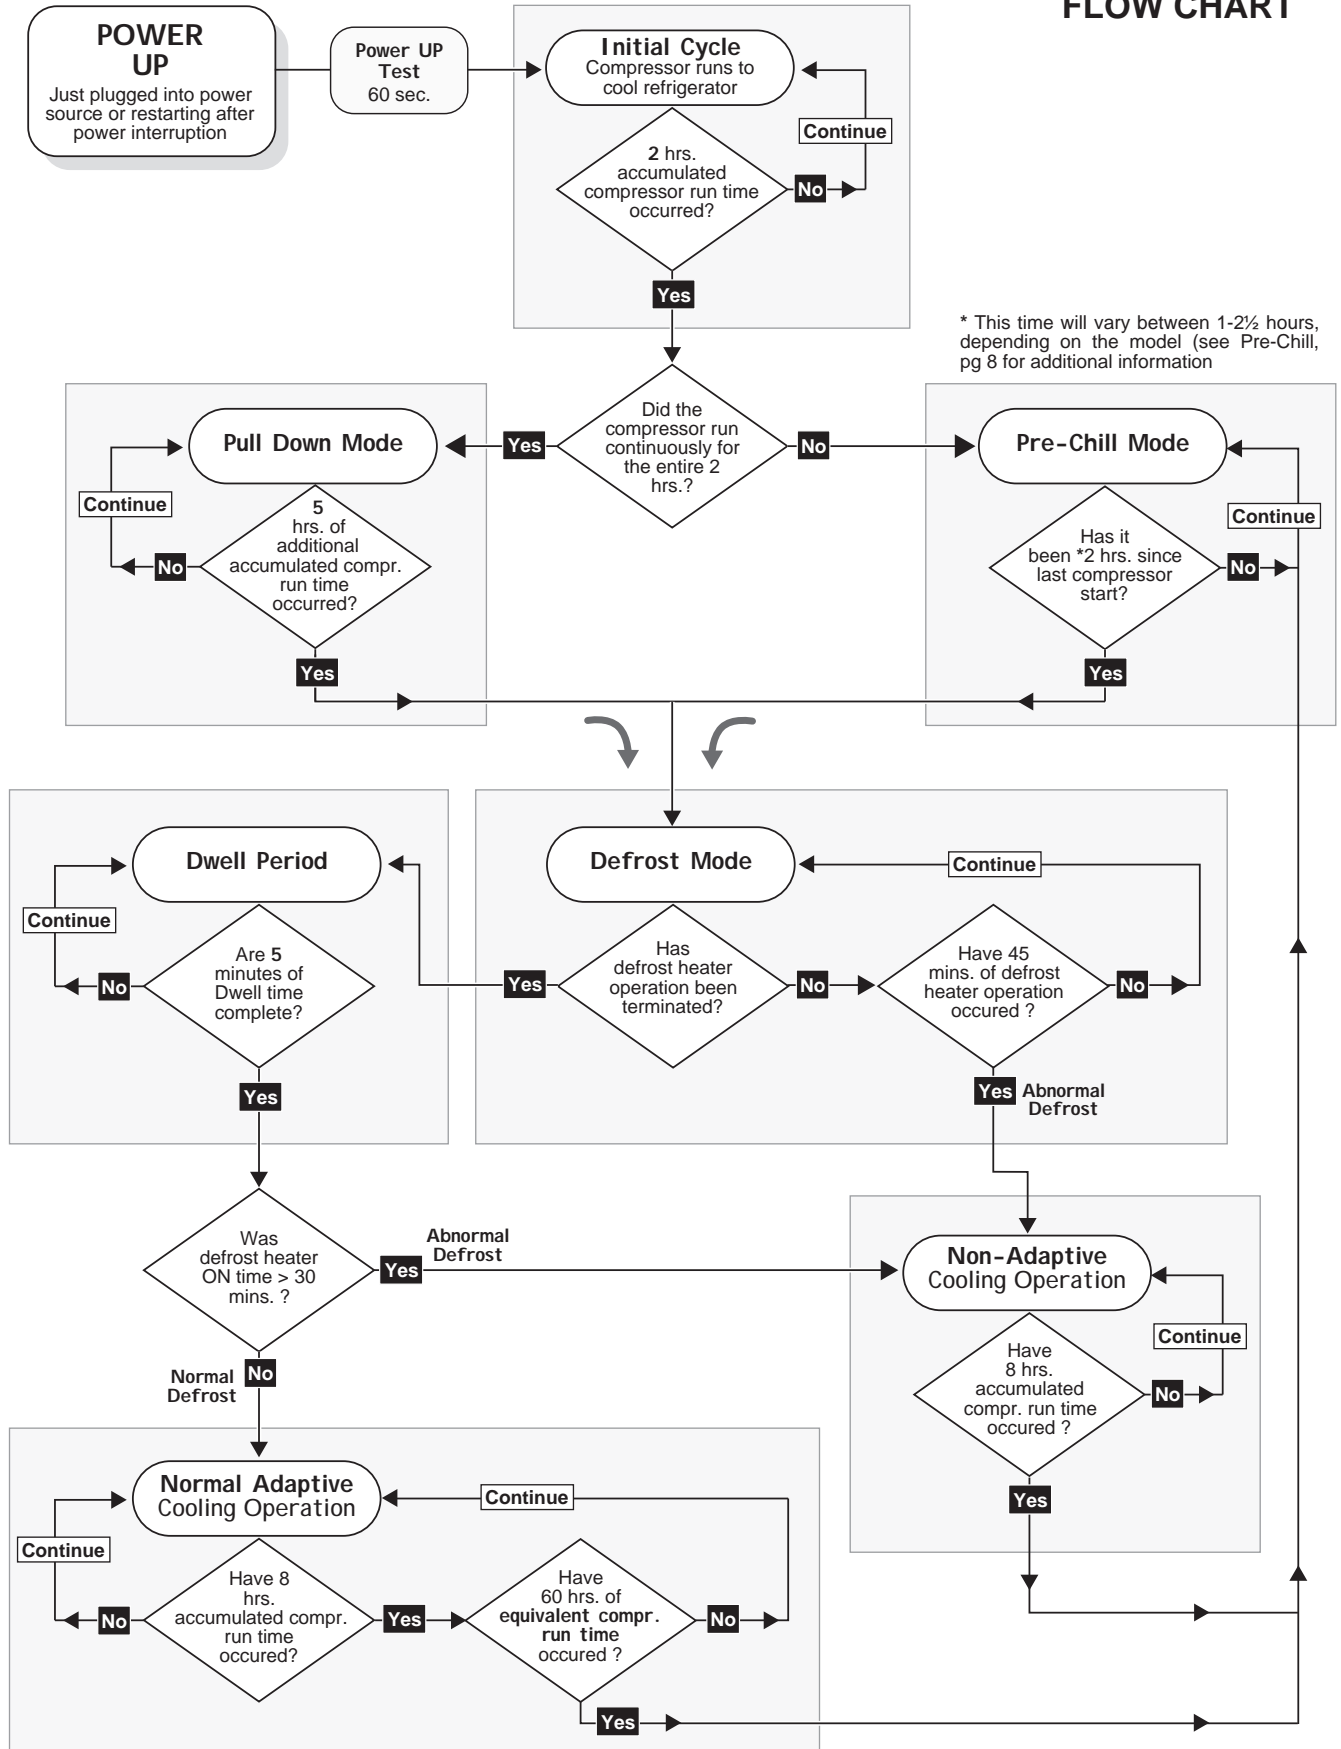 FLOW CHART
POWER
UP
Just plugged into power
source or restarting after
power interruption
Power UP
Test
60 sec.
Initial Cycle
Compressor runs to
cool refrigerator
Continue
2 hrs.
accumulated
compressor run time
occurred?
No
Yes
* This time will vary between 1-2½ hours,
depending on the model (see Pre-Chill,
pg 8 for additional information
Did the
compressor run
continuously for
the entire 2
hrs.?
Yes
No
Pull Down Mode
Continue
5
hrs. of
additional
accumulated compr.
run time
occurred?
No
Yes
Pre-Chill Mode
Continue
Has it
been *2 hrs. since
last compressor
start?
No
Yes
Defrost Mode
Continue
Has
defrost heater
operation been
terminated?
Yes
No
Have 45
mins. of defrost
heater operation
occured ?
No
Yes
Abnormal
Defrost
Dwell Period
Continue
Are 5
minutes of
Dwell time
complete?
No
Yes
Was
defrost heater
ON time > 30
mins. ?
Yes
Abnormal
Defrost
No
Normal
Defrost
Non-Adaptive
Cooling Operation
Continue
Have
8 hrs.
accumulated
compr. run time
occured ?
No
Yes
Normal Adaptive
Cooling Operation
Continue
Continue
Have 8
hrs.
accumulated compr.
run time
occured?
No
Yes
Have
60 hrs. of
equivalent compr.
run time
occured ?
No
Yes